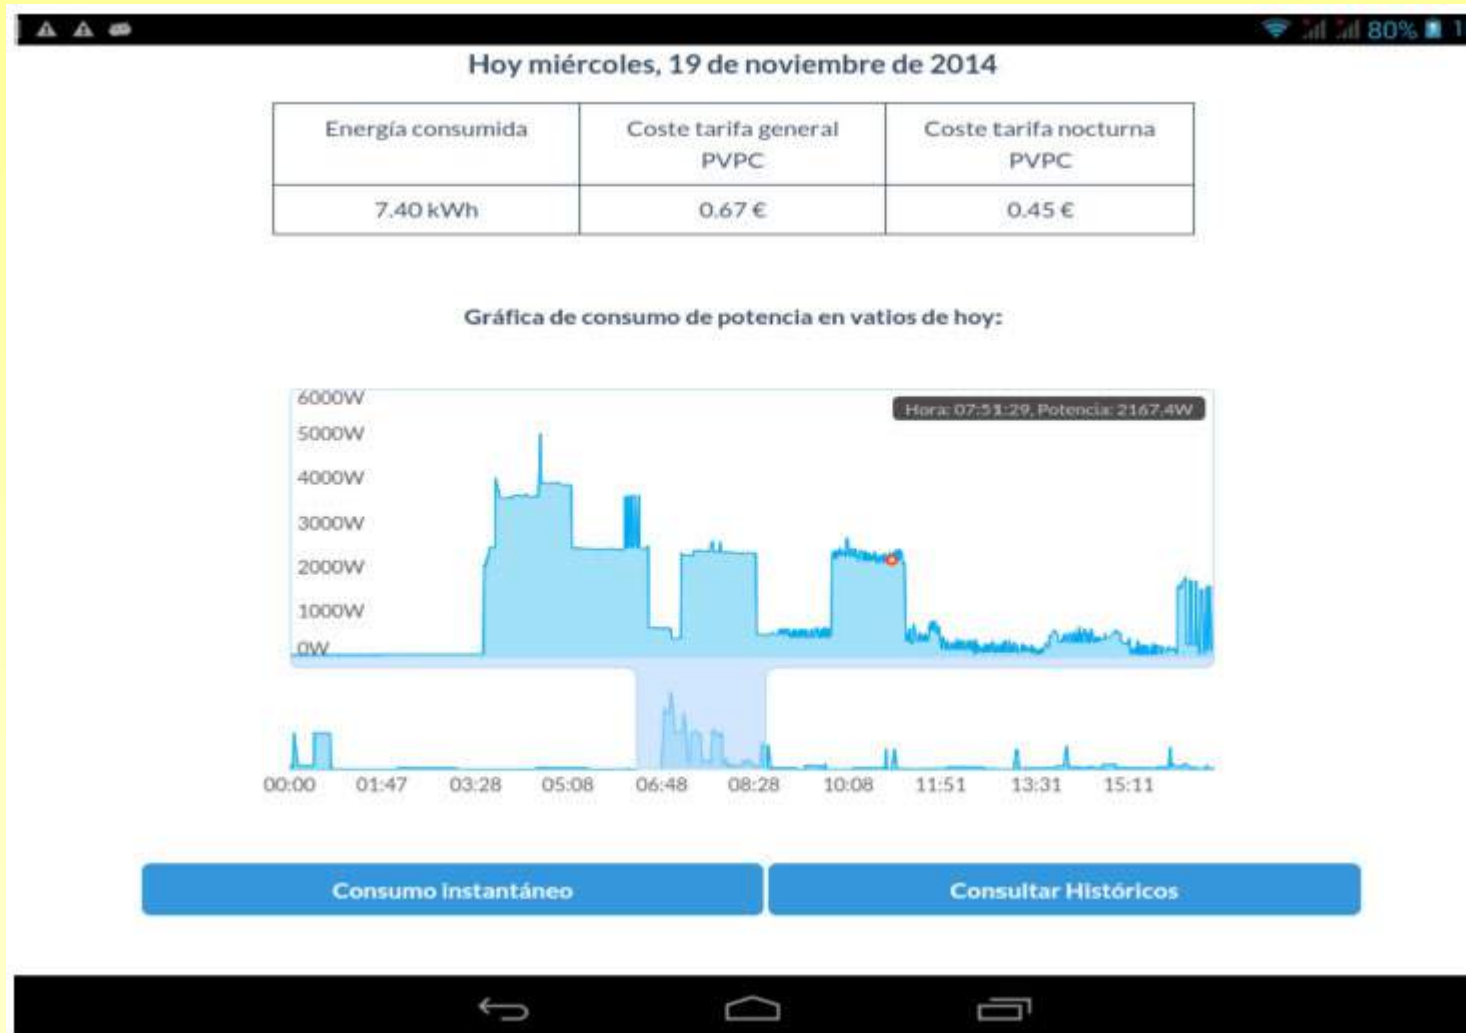 80% 1
Hoy miércoles, 19 de noviembre de 2014
Energía consumida
Coste tarifa general
PVPC
Coste tarifa nocturna
PVPC
7.40 kWh
0.67 €
0.45 €
Gráfica de consumo de potencia en vatios de hoy:
6000W
Hora: 07:51:29, Potencia: 2167.4W
5000W
4000W
3000W
2000W
1000W
0W
00:00 01:47 03:28 05:08 06:48 08:28 10:08 11:51 13:31 15:11
Consumo Instantáneo
Consultar Históricos